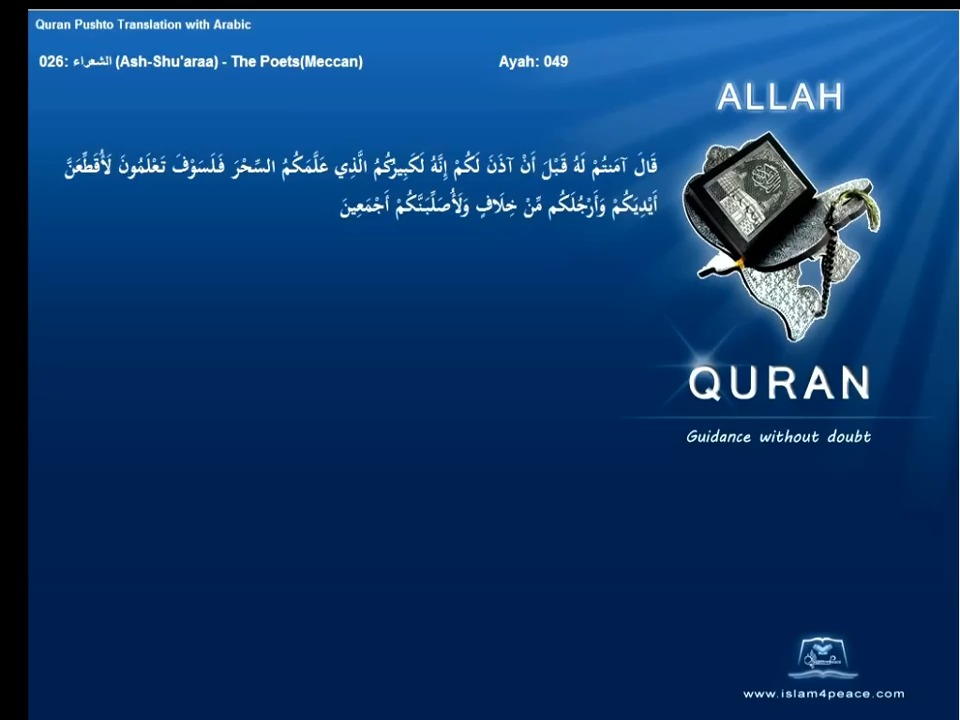 Quran Pushto Translation with Arabic
026: الشعراء (Ash-Shu'araa) - The Poets(Meccan) Ayah: 049
ALLAH
قَالَ آمَنتُمْ لَهُ قَبْلَ أَنْ آذَنَ لَكُمْ إِنَّهُ لَكَبِيرُكُمُ الَّذِي عَلَّمَكُمُ السِّحْرَ فَلَسَوْفَ تَعْلَمُونَ لَأُقَطِّعَنَّ
أَيْدِيَكُمْ وَأَرْجُلَكُم مِّنْ خِلَافٍ وَلَأُصَلِّبَنَّكُمْ أَجْمَعِينَ
QURAN
Guidance without doubt
www.islam4peace.com